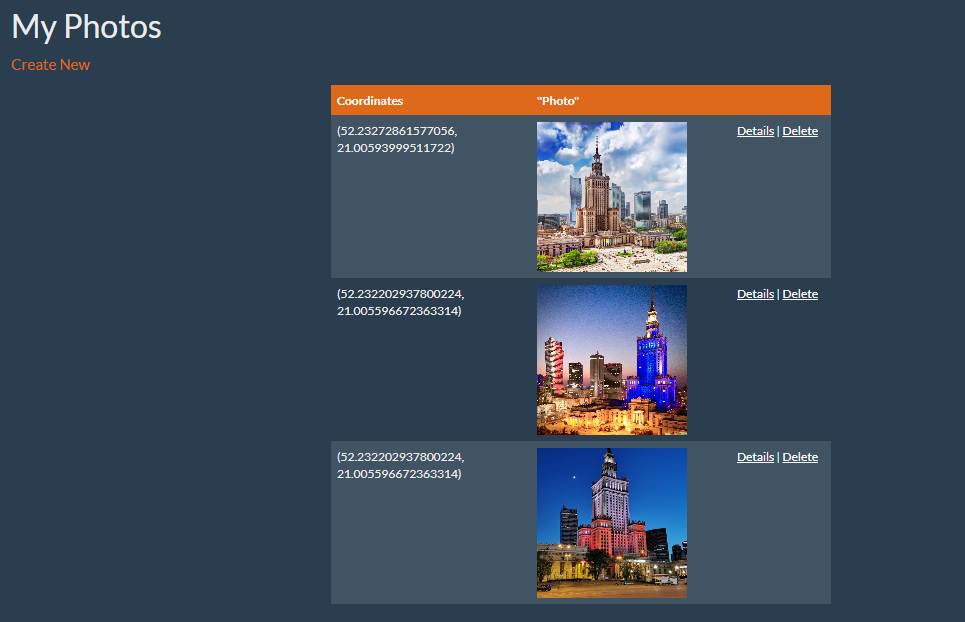 My Photos
Create New
Coordinates
"Photo"
(52.23272861577056,
21.00593999511722)
Details | Delete
(52.232202937800224,
21.005596672363314)
Details | Delete
(52.232202937800224,
21.005596672363314)
Details | Delete